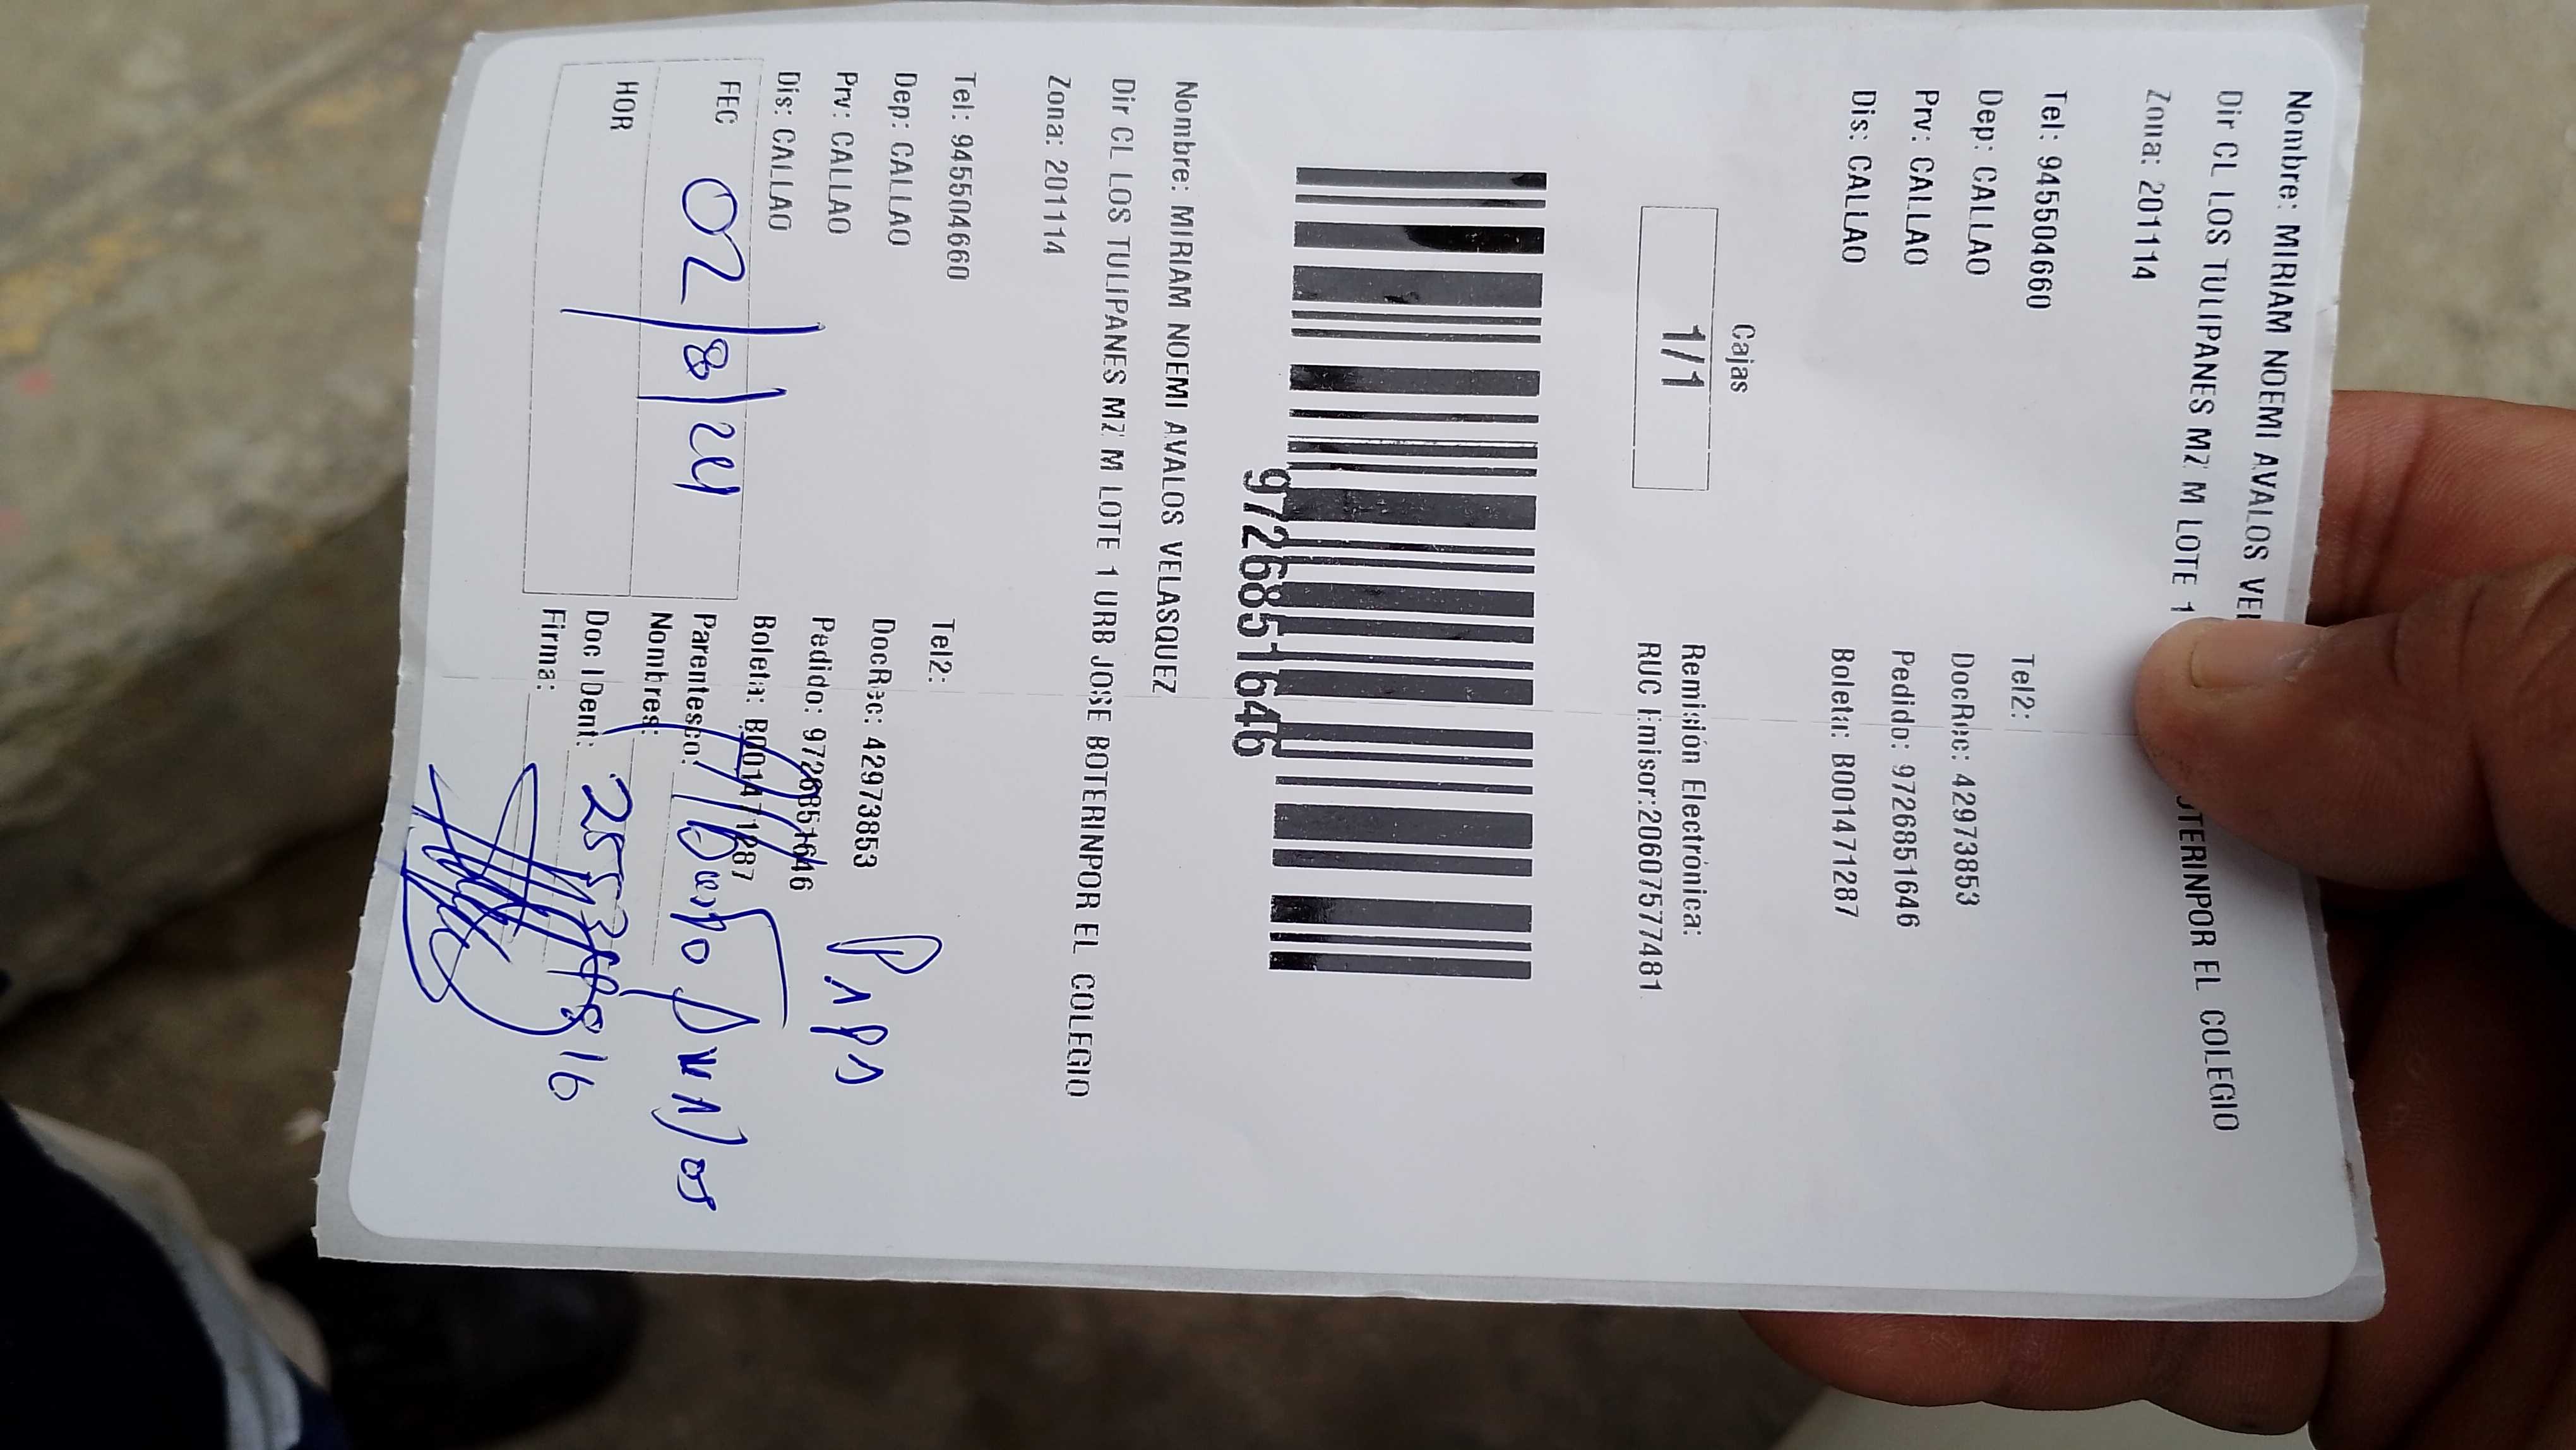 Nombre: MIRIAM NOEMI AVALOS VE
Dir CL LOS TULIPANES MZ M LOTE 1 OTERINPOR EL COLEGIO
Zona: 201114
Tel: 945504660 Tel2:
Dep: CALLAO DocRec: 42973853
Prv: CALLAO Pedido: 9726851646
Dis: CALLAO Boleta: B001471287
Cajas
1/1
Remisión Electrónica:
RUC Emisor:20607577481
9726851646
Nombre: MIRIAM NOEMI AVALOS VELASQUEZ
Dir CL LOS TULIPANES MZ M LOTE 1 URB JOSE BOTERINPOR EL COLEGIO
Zona: 201114
Tel: 945504660 Tel2:
Dep: CALLAO DocRec: 42973853
Prv: CALLAO Pedido: 9726851646
Dis: CALLAO Boleta: B001471287
FEC 02/8/24
Parentesco: PAPA
Nombres:
HOR
Doc IDent:
Firma: